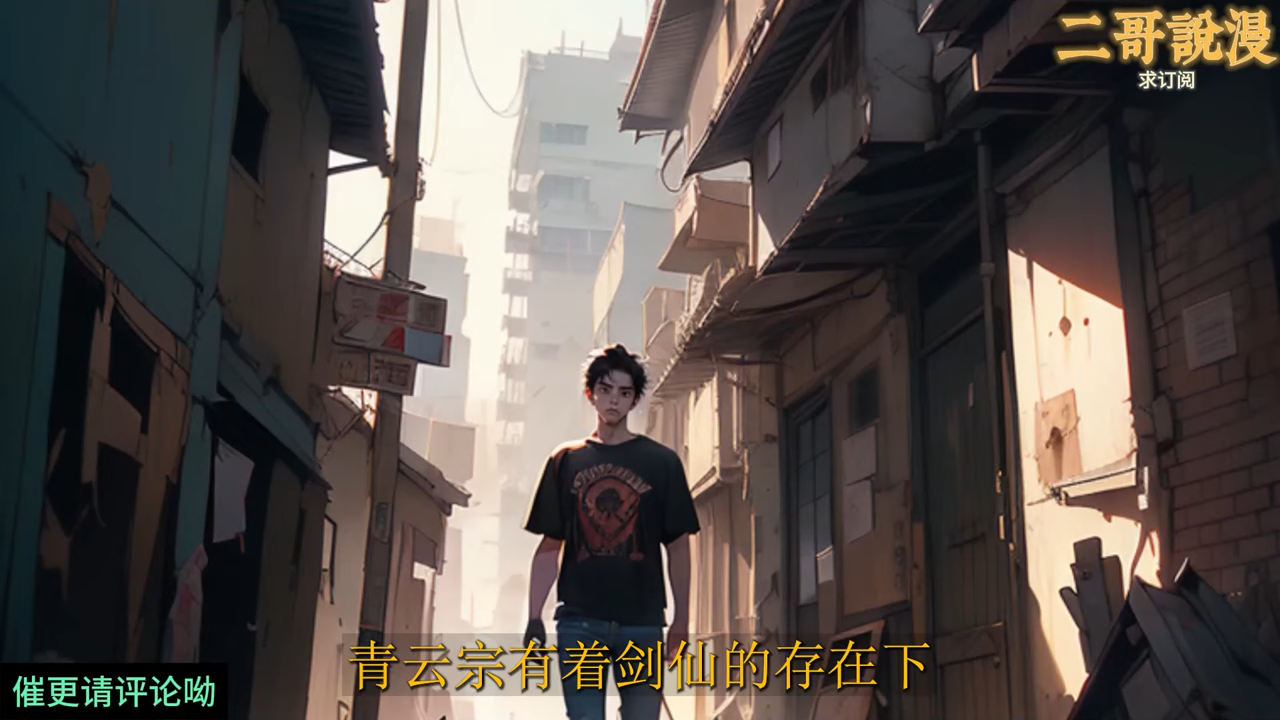 二哥說漫
求订阅
青云宗有着剑仙的存在下
催更请评论呦